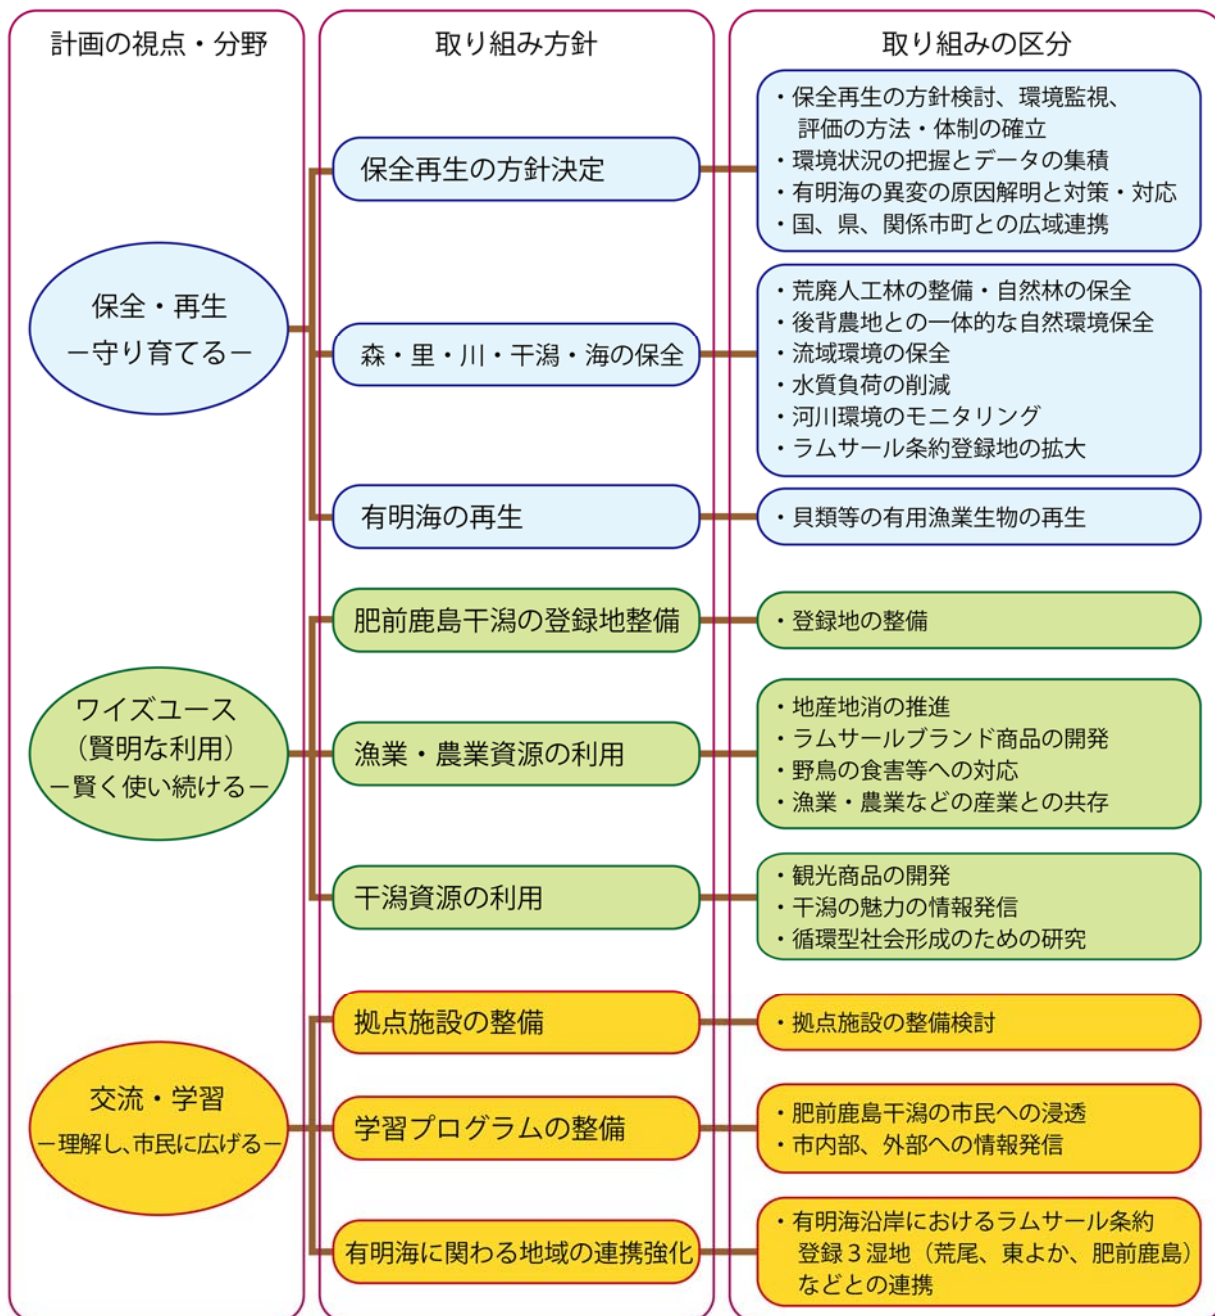 計画の視点・分野
取り組み方針
取り組みの区分
保全・再生
－守り育てる－
保全再生の方針決定
・保全再生の方針検討、環境監視、
評価の方法・体制の確立
・環境状況の把握とデータの集積
・有明海の異変の原因解明と対策・対応
・国、県、関係市町との広域連携
森・里・川・干潟・海の保全
・荒廃人工林の整備・自然林の保全
・後背農地との一体的な自然環境保全
・流域環境の保全
・水質負荷の削減
・河川環境のモニタリング
・ラムサール条約登録地の拡大
有明海の再生
・貝類等の有用漁業生物の再生
ワイズユース
（賢明な利用）
－賢く使い続ける－
肥前鹿島干潟の登録地整備
・登録地の整備
漁業・農業資源の利用
・地産地消の推進
・ラムサールブランド商品の開発
・野鳥の食害等への対応
・漁業・農業などの産業との共存
干潟資源の利用
・観光商品の開発
・干潟の魅力の情報発信
・循環型社会形成のための研究
交流・学習
－理解し、市民に広げる－
拠点施設の整備
・拠点施設の整備検討
学習プログラムの整備
・肥前鹿島干潟の市民への浸透
・市内部、外部への情報発信
有明海に関わる地域の連携強化
・有明海沿岸におけるラムサール条約
登録３湿地（荒尾、東よか、肥前鹿島）
などとの連携